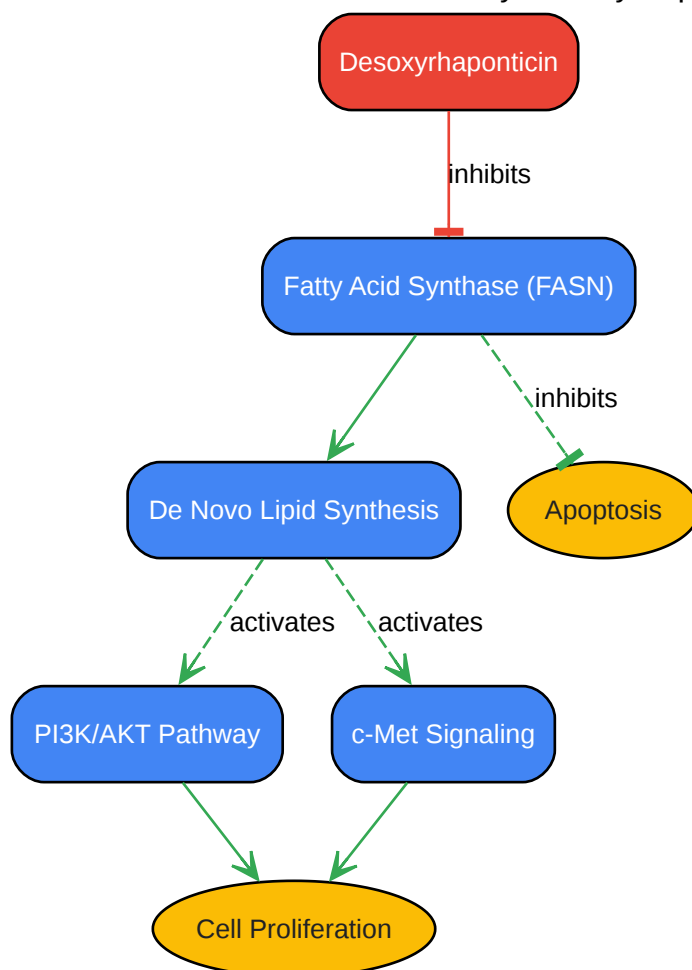 Desoxyrhaponticin
inhibits
Fatty Acid Synthase (FASN)
inhibits
De Novo Lipid Synthesis
Apoptosis
activates
activates
PI3K/AKT Pathway
c-Met Signaling
Cell Proliferation